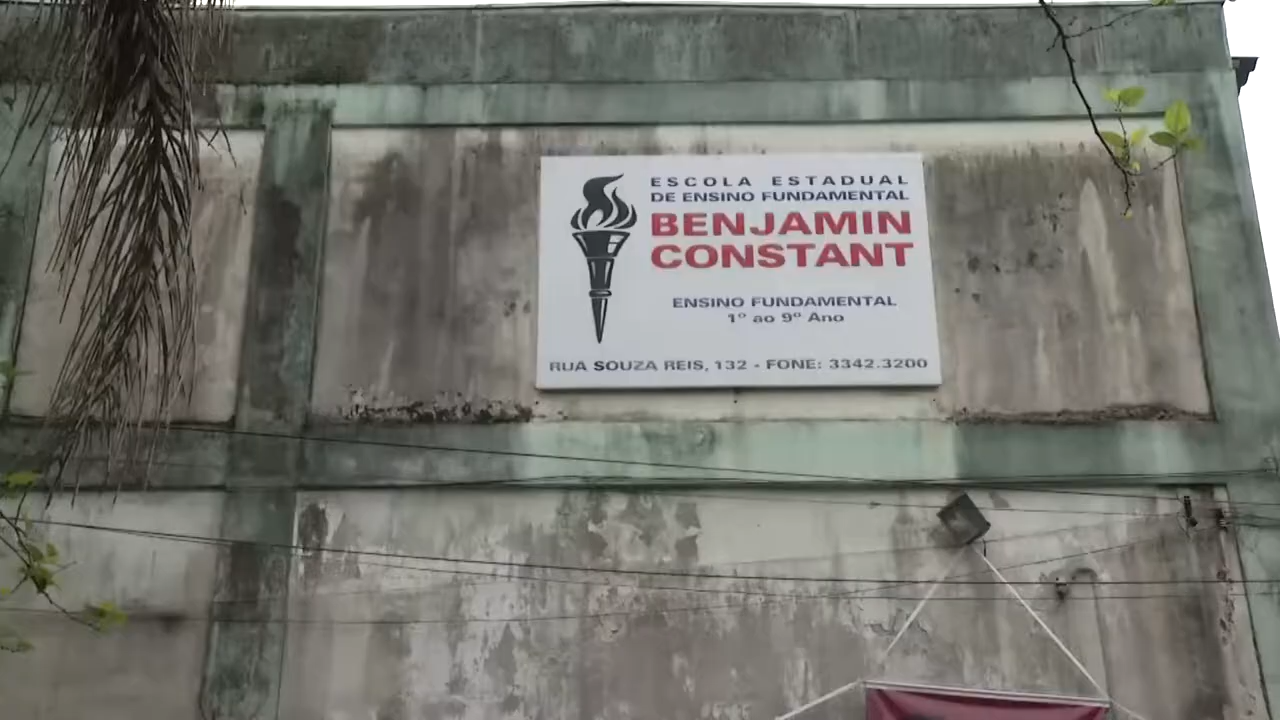 ESCOLA ESTADUAL
DE ENSINO FUNDAMENTAL
BENJAMIN
CONSTANT
ENSINO FUNDAMENTAL
1º ao 9º Ano
RUA SOUZA REIS, 132 - FONE: 3342.3200